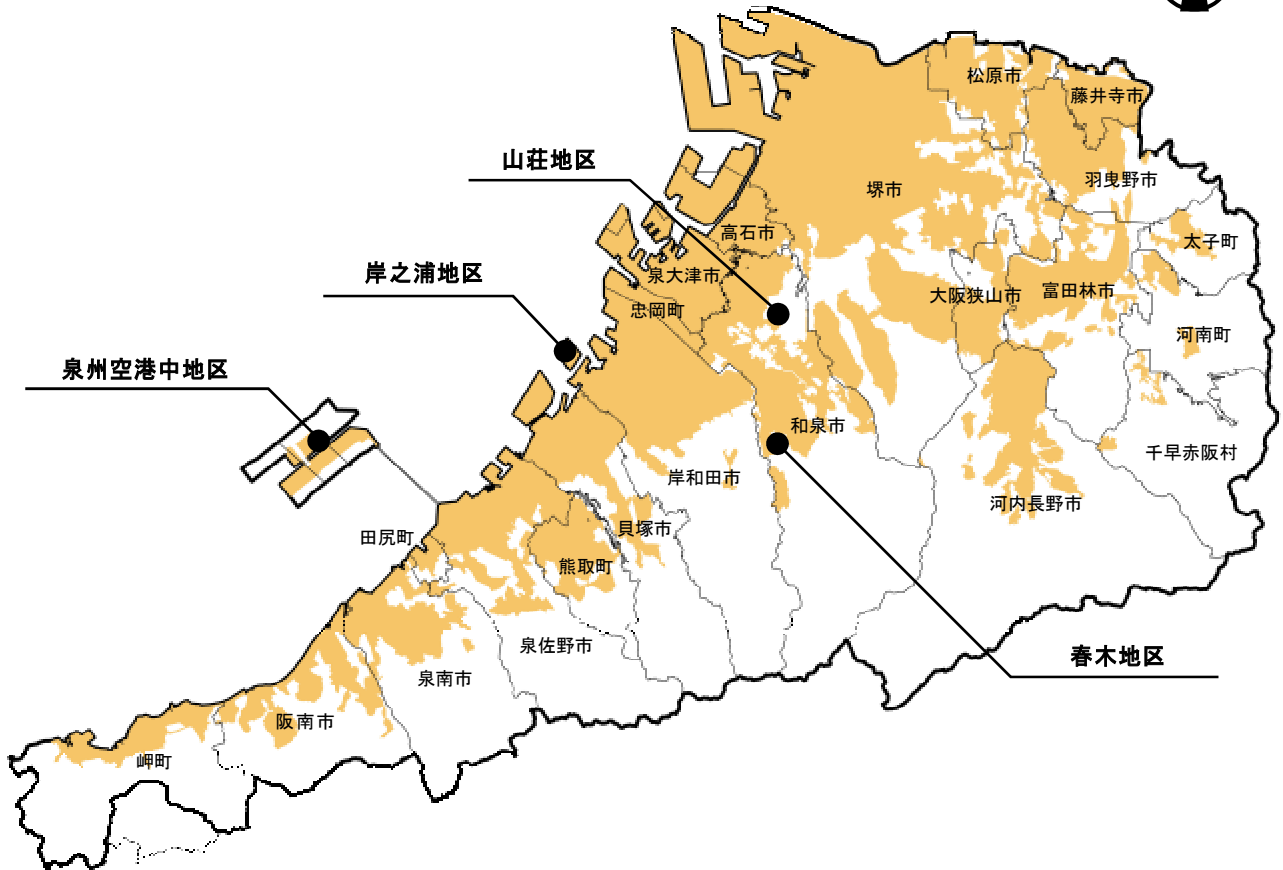 松原市
藤井寺市
山荘地区
羽曳野市
堺市
高石市
太子町
岸之浦地区
泉大津市
大阪狭山市
富田林市
忠岡町
河南町
泉州空港中地区
和泉市
千早赤阪村
岸和田市
河内長野市
貝塚市
田尻町
熊取町
泉佐野市
春木地区
泉南市
阪南市
岬町